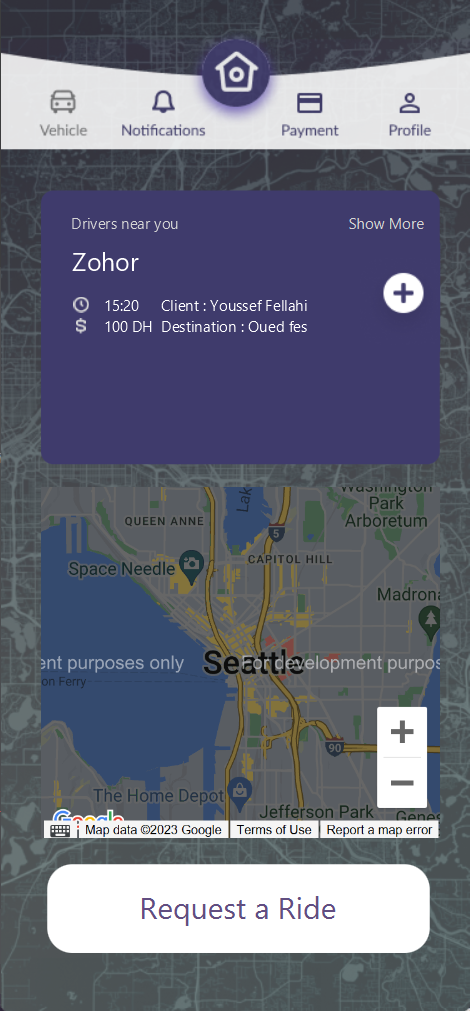 Vehicle
Notifications
Payment
Profile
Drivers near you
Show More
Zohor
15:20 Client : Youssef Fellahi
100 DH Destination : Oued fes
Washington
Park
Arboretum
Lak
QUEEN ANNE
5
CAPITOL HILL
Space Needle
Madrona
ent purposes only
Seattle
For development purpos
on Ferry
90
The Home Depot
Jefferson Park
Genes
Google
Map data ©2023 Google
Terms of Use
Report a map error
Request a Ride